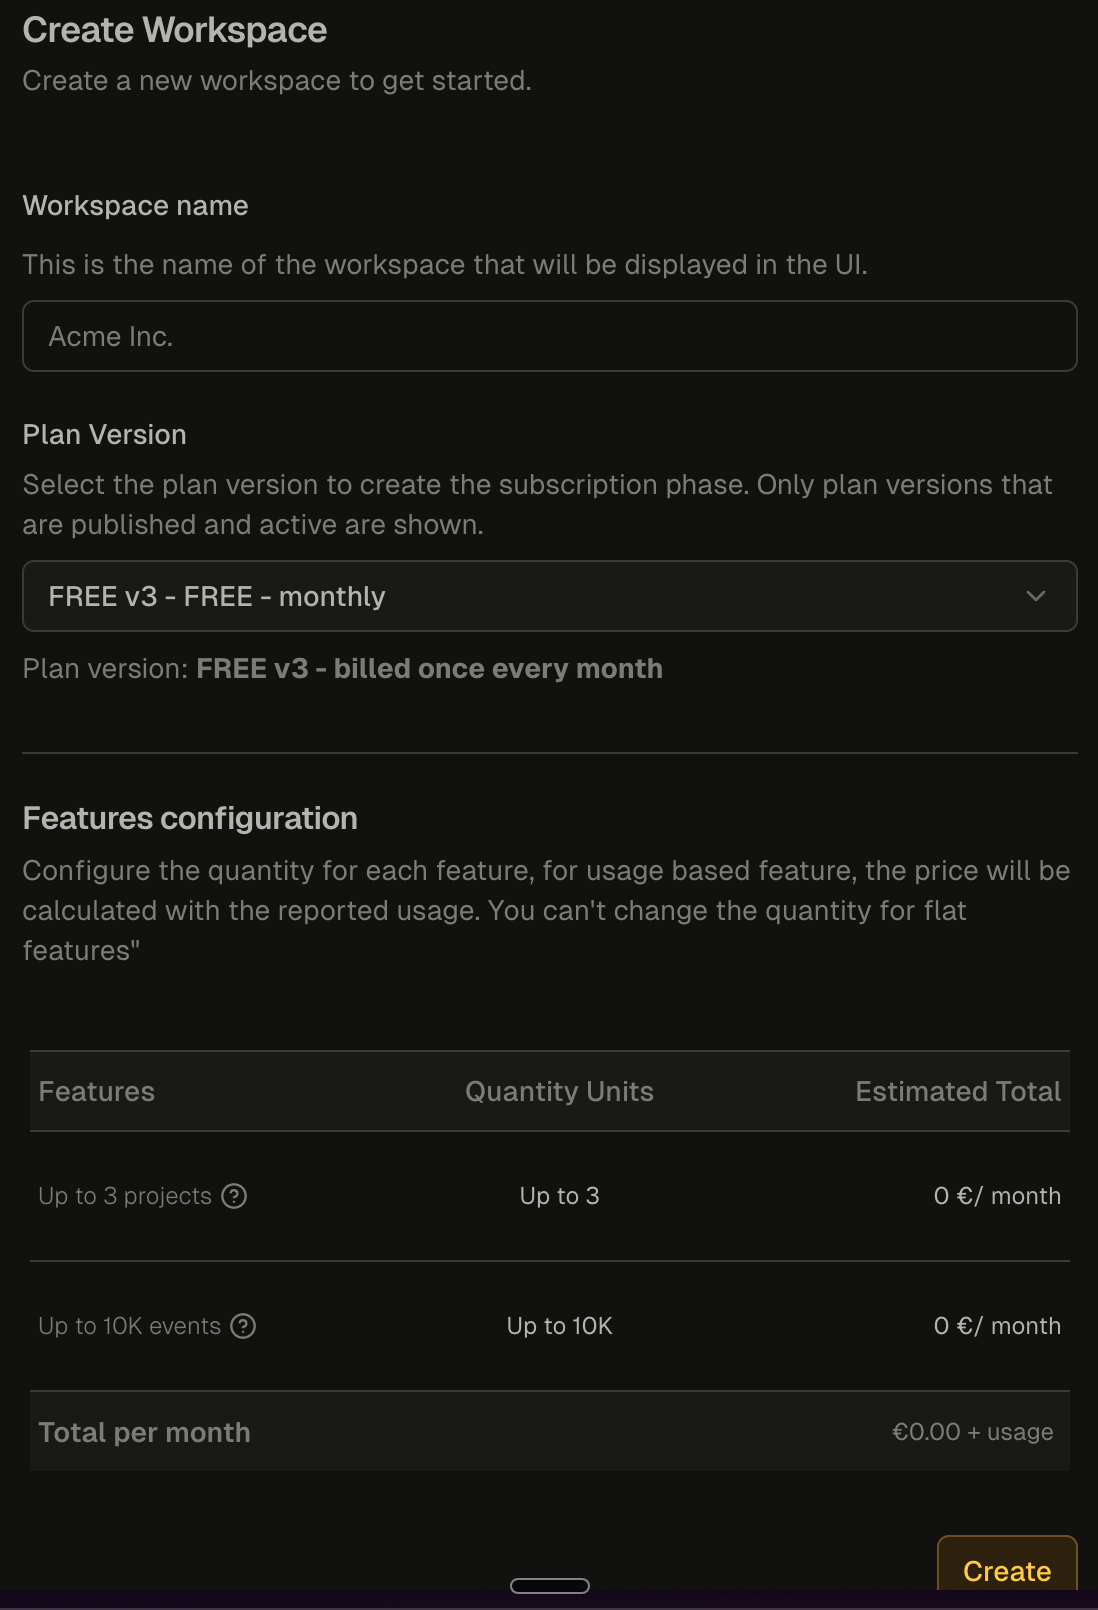 Create Workspace
Create a new workspace to get started.
Workspace name
This is the name of the workspace that will be displayed in the UI.
Acme Inc.
Plan Version
Select the plan version to create the subscription phase. Only plan versions that
are published and active are shown.
FREE v3 - FREE - monthly
Plan version: FREE v3 - billed once every month
Features configuration
Configure the quantity for each feature, for usage based feature, the price will be
calculated with the reported usage. You can't change the quantity for flat
features"
Features Quantity Units Estimated Total
Up to 3 projects Up to 3 0 €/ month
Up to 10K events Up to 10K 0 €/ month
Total per month €0.00 + usage
Create